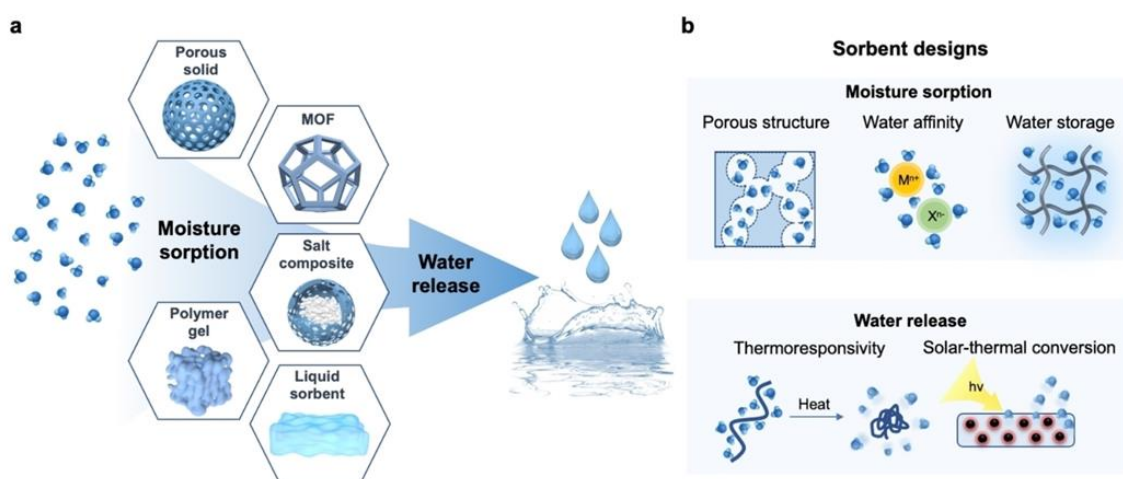 a
Porous
solid
MOF
Moisture
sorption
Salt
composite
Water
release
Polymer
gel
Liquid
sorbent
b
Sorbent designs
Moisture sorption
Porous structure
Water affinity
Water storage
Mⁿ⁺
Xⁿ⁻
Water release
Thermoresponsivity
Solar-thermal conversion
Heat
hv